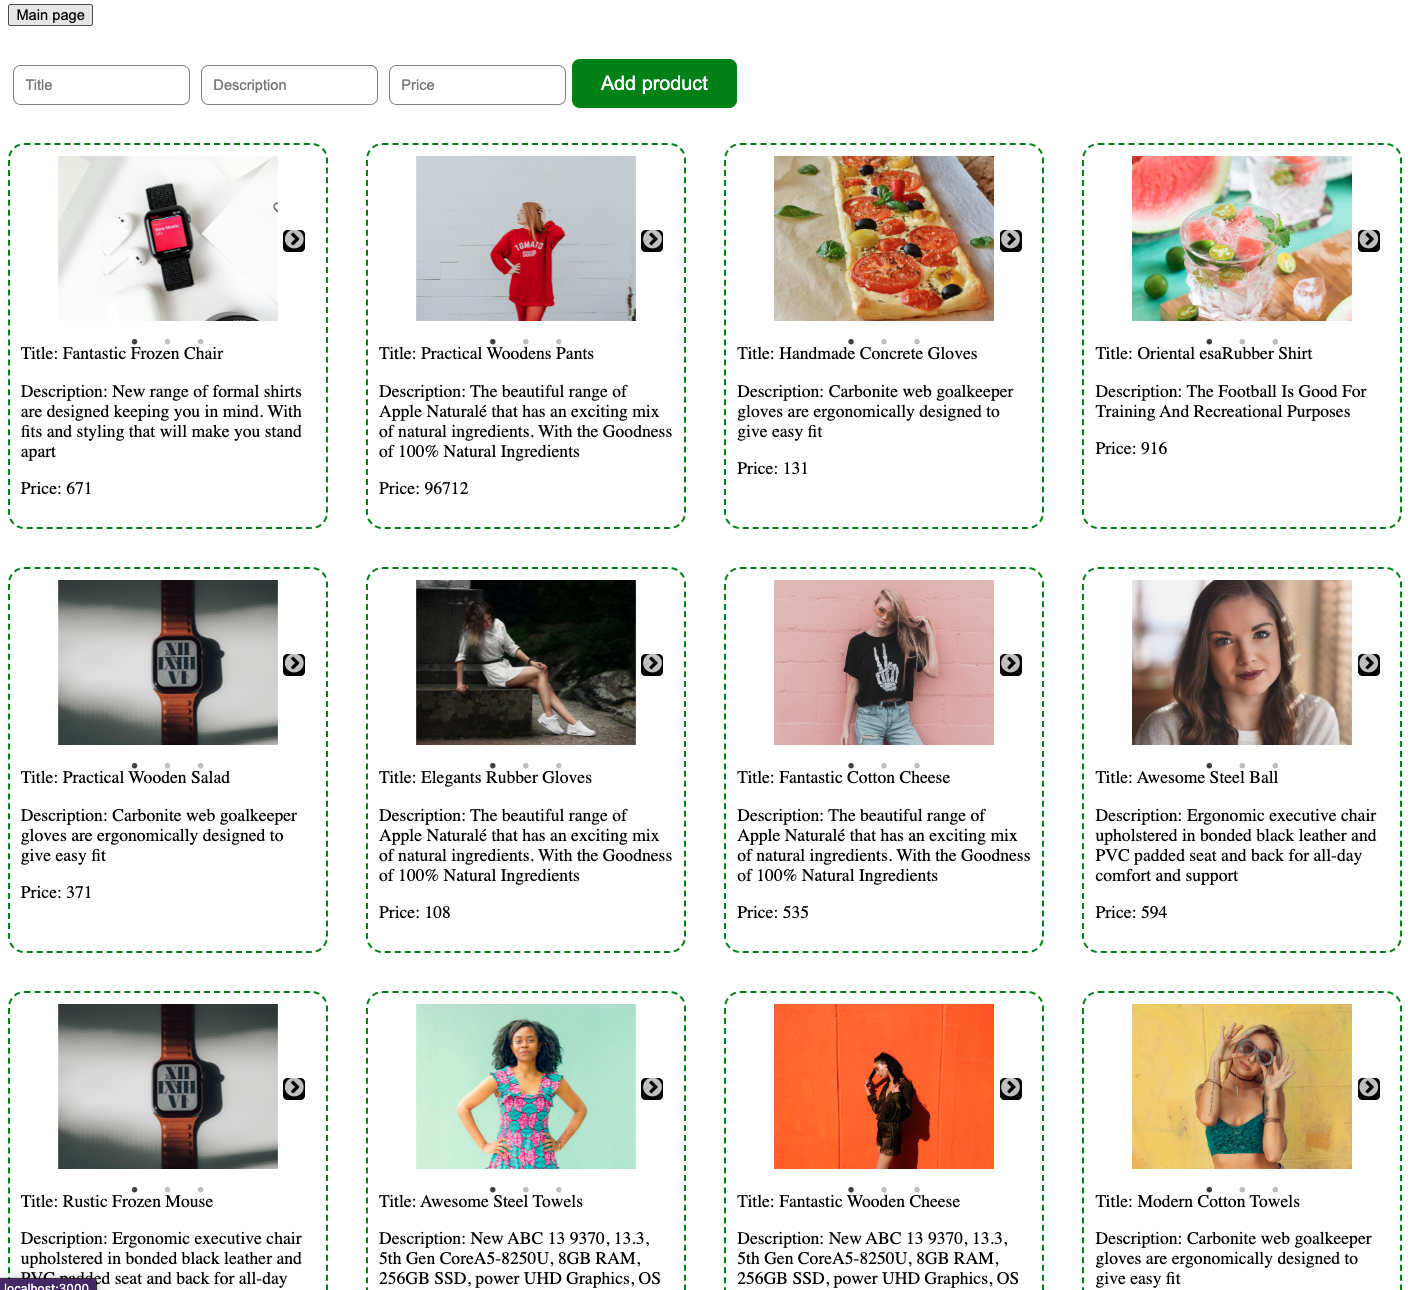 Main page
Title Description Price Add product
TOMATO
SOUP
Title: Fantastic Frozen Chair
Description: New range of formal shirts
are designed keeping you in mind. With
fits and styling that will make you stand
apart
Price: 671
Title: Practical Woodens Pants
Description: The beautiful range of
Apple Naturalé that has an exciting mix
of natural ingredients. With the Goodness
of 100% Natural Ingredients
Price: 96712
Title: Handmade Concrete Gloves
Description: Carbonite web goalkeeper
gloves are ergonomically designed to
give easy fit
Price: 131
Title: Oriental esaRubber Shirt
Description: The Football Is Good For
Training And Recreational Purposes
Price: 916
Title: Practical Wooden Salad
Description: Carbonite web goalkeeper
gloves are ergonomically designed to
give easy fit
Price: 371
Title: Elegants Rubber Gloves
Description: The beautiful range of
Apple Naturalé that has an exciting mix
of natural ingredients. With the Goodness
of 100% Natural Ingredients
Price: 108
Title: Fantastic Cotton Cheese
Description: The beautiful range of
Apple Naturalé that has an exciting mix
of natural ingredients. With the Goodness
of 100% Natural Ingredients
Price: 535
Title: Awesome Steel Ball
Description: Ergonomic executive chair
upholstered in bonded black leather and
PVC padded seat and back for all-day
comfort and support
Price: 594
Title: Rustic Frozen Mouse
Description: Ergonomic executive chair
upholstered in bonded black leather and
PVC padded seat and back for all-day
Title: Awesome Steel Towels
Description: New ABC 13 9370, 13.3,
5th Gen CoreA5-8250U, 8GB RAM,
256GB SSD, power UHD Graphics, OS
Title: Fantastic Wooden Cheese
Description: New ABC 13 9370, 13.3,
5th Gen CoreA5-8250U, 8GB RAM,
256GB SSD, power UHD Graphics, OS
Title: Modern Cotton Towels
Description: Carbonite web goalkeeper
gloves are ergonomically designed to
give easy fit
localhost:3000